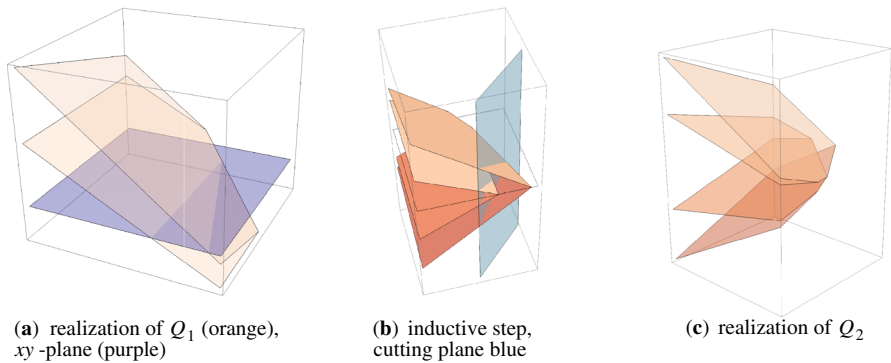 (a) realization of Q1 (orange),
xy -plane (purple)
(b) inductive step,
cutting plane blue
(c) realization of Q2